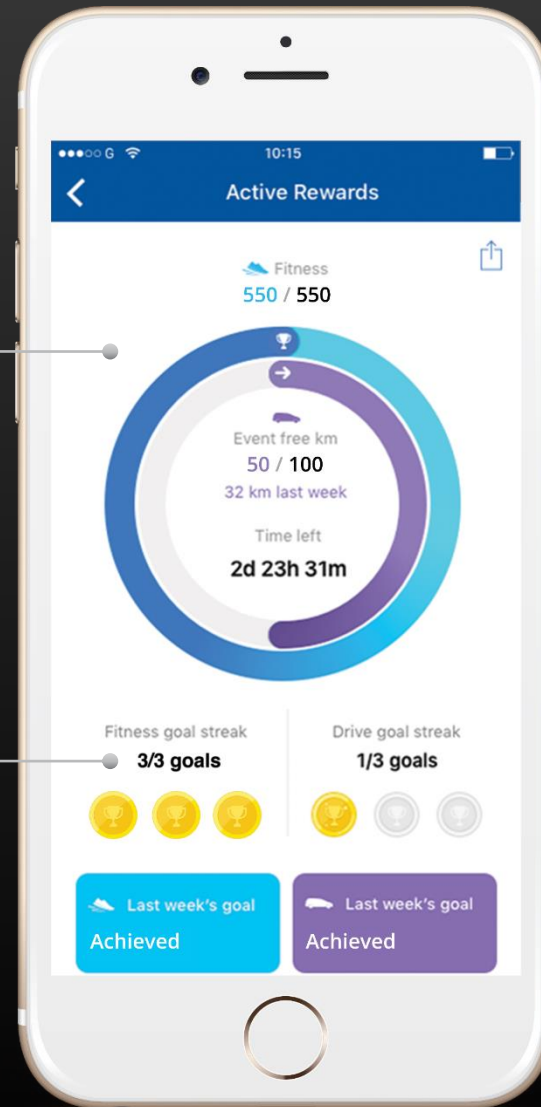 G
10:15
Active Rewards
Fitness
550 / 550
Event free km
50 / 100
32 km last week
Time left
2d 23h 31m
Fitness goal streak
3/3 goals
Drive goal streak
1/3 goals
Last week's goal
Achieved
Last week's goal
Achieved